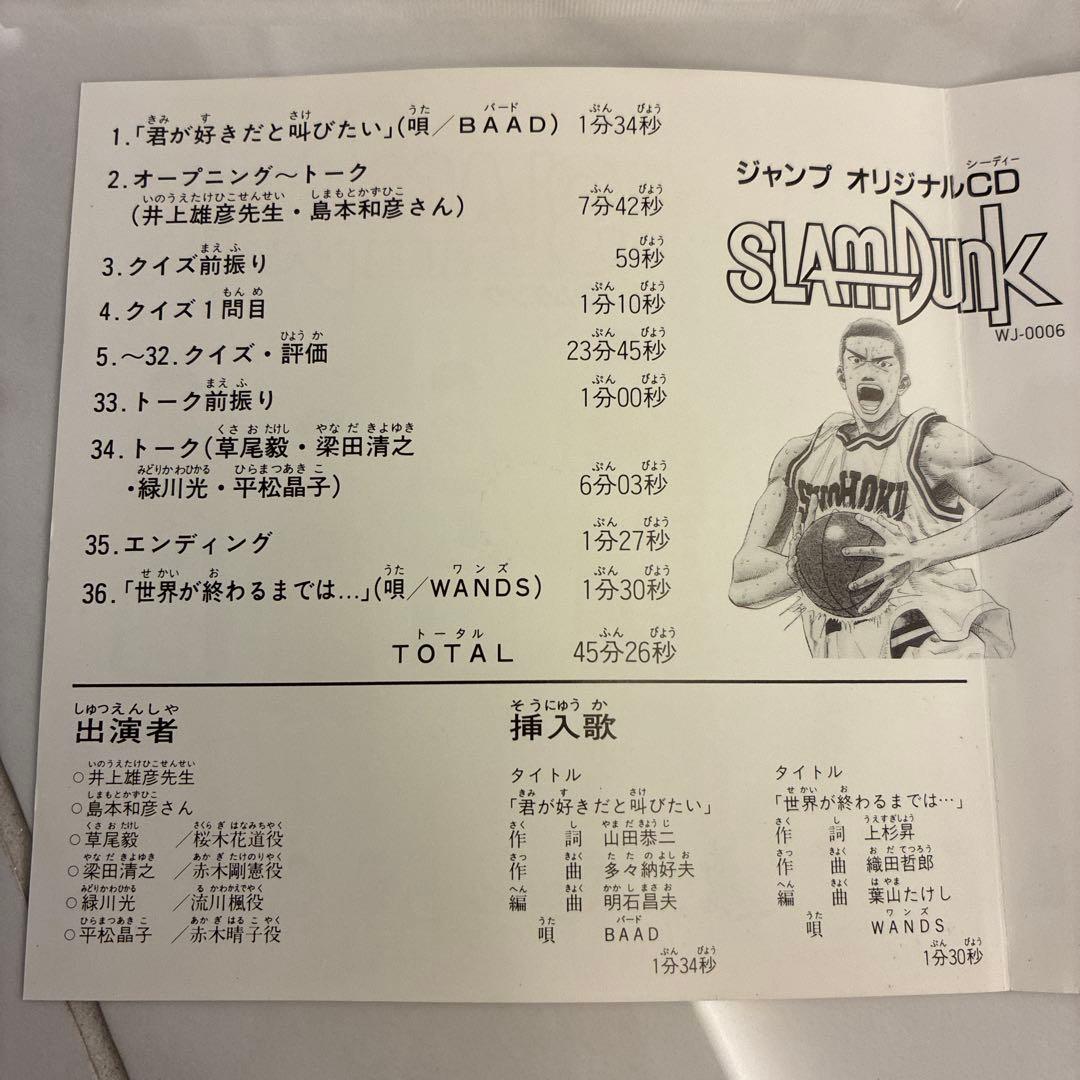 1.「君が好きだと叫びたい」(唄／BAAD) 1分34秒
2.オープニング～トーク
(井上雄彦先生・島本和彦さん) 7分42秒
3.クイズ前振り 59秒
4.クイズ1問目 1分10秒
5.～32.クイズ・評価 23分45秒
33.トーク前振り 1分00秒
34.トーク(草尾毅・梁田清之
・緑川光・平松晶子) 6分03秒
35.エンディング 1分27秒
36.「世界が終わるまでは…」(唄／WANDS) 1分30秒
TOTAL 45分26秒
ジャンプ オリジナルCD
SLAM DUNK
WJ-0006
SHOHOKU
出演者
○井上雄彦先生
○島本和彦さん
○草尾毅／桜木花道役
○梁田清之／赤木剛憲役
○緑川光／流川楓役
○平松晶子／赤木晴子役
挿入歌
タイトル
「君が好きだと叫びたい」
作詞 山田恭二
作曲 多々納好夫
編曲 明石昌夫
唄 BAAD
1分34秒
タイトル
「世界が終わるまでは…」
作詞 上杉昇
作曲 織田哲郎
編曲 葉山たけし
唄 WANDS
1分30秒